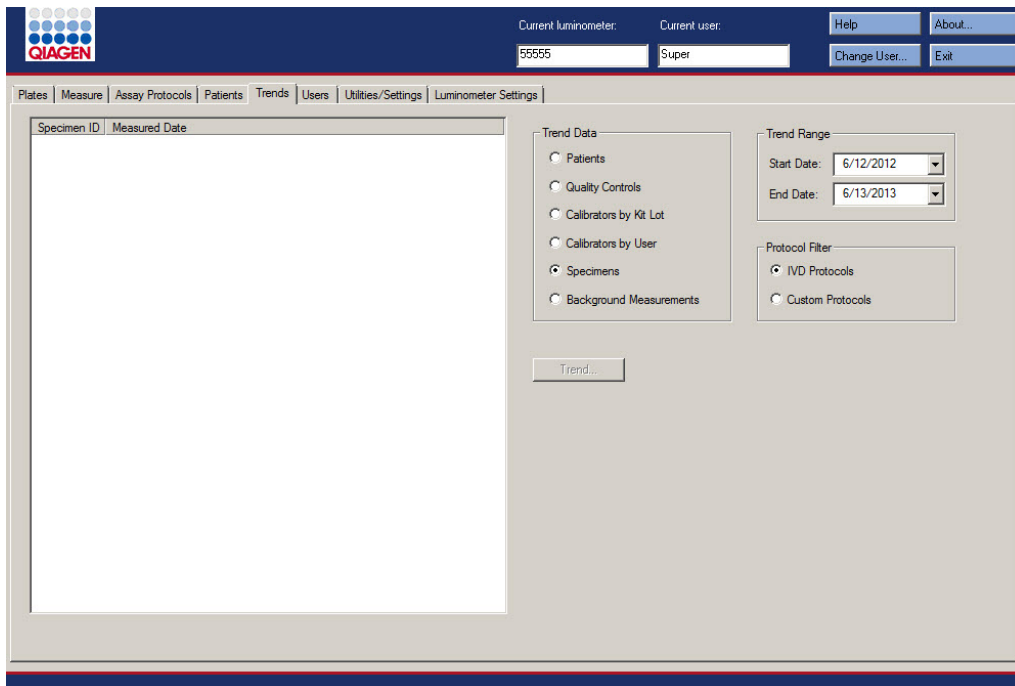 QIAGEN
Current luminometer: Current user:
Help About...
55555 Super
Change User... Exit
Plates Measure Assay Protocols Patients Trends Users Utilities/Settings Luminometer Settings
Specimen ID Measured Date
Trend Data
Patients
Quality Controls
Calibrators by Kit Lot
Calibrators by User
Specimens
Background Measurements
Trend Range
Start Date: 6/12/2012
End Date: 6/13/2013
Protocol Filter
IVD Protocols
Custom Protocols
Trend...